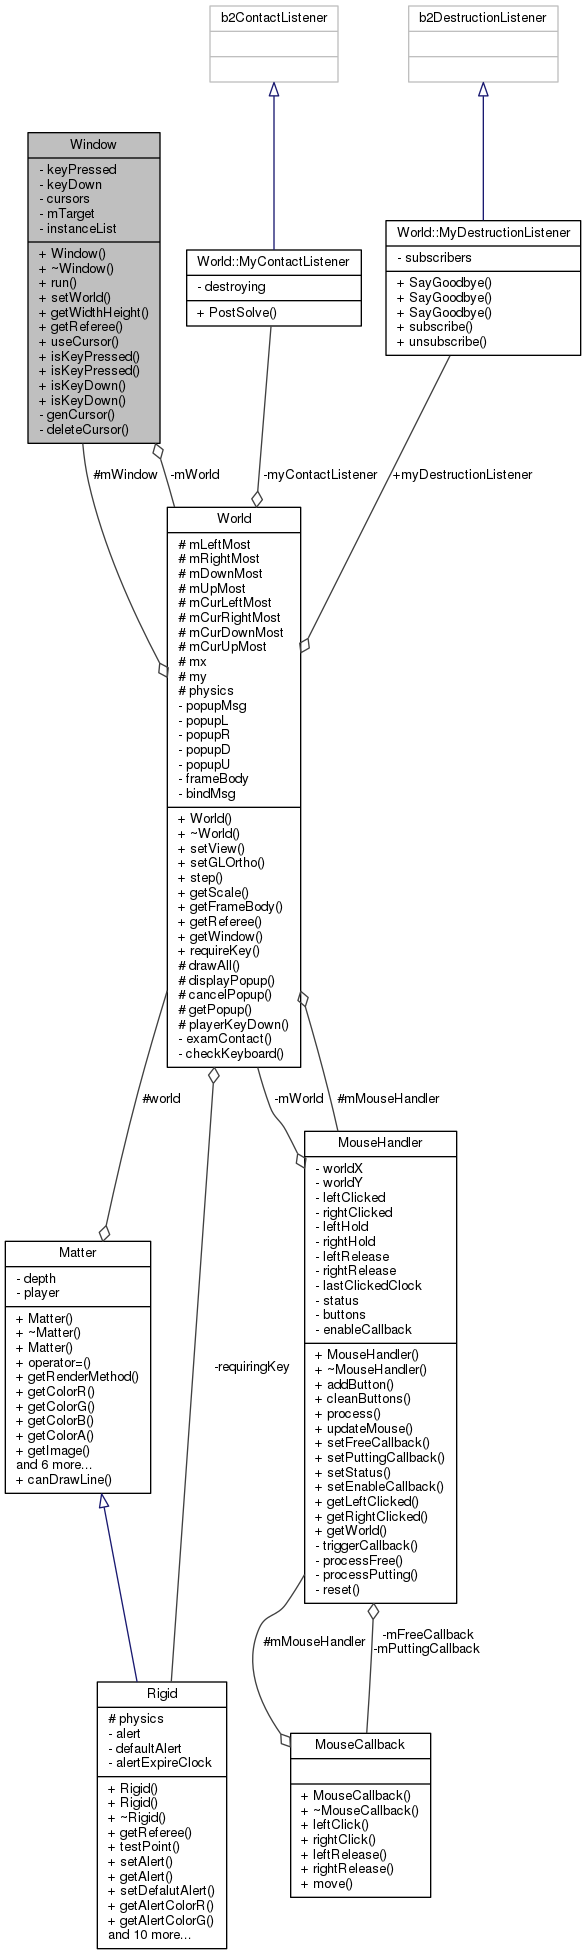 b2ContactListener
b2DestructionListener
Window
- keyPressed
- keyDown
- cursors
- mTarget
- instanceList
+ Window()
+ ~Window()
+ run()
+ setWorld()
+ getWidthHeight()
+ getReferee()
+ useCursor()
+ isKeyPressed()
+ isKeyPressed()
+ isKeyDown()
+ isKeyDown()
- genCursor()
- deleteCursor()
World::MyContactListener
- destroying
+ PostSolve()
World::MyDestructionListener
- subscribers
+ SayGoodbye()
+ SayGoodbye()
+ SayGoodbye()
+ subscribe()
+ unsubscribe()
#mWindow
-mWorld
-myContactListener
+myDestructionListener
World
# mLeftMost
# mRightMost
# mDownMost
# mUpMost
# mCurLeftMost
# mCurRightMost
# mCurDownMost
# mCurUpMost
# mx
# my
# physics
- popupMsg
- popupL
- popupR
- popupD
- popupU
- frameBody
- bindMsg
+ World()
+ ~World()
+ setView()
+ setGLOrtho()
+ step()
+ getScale()
+ getFrameBody()
+ getReferee()
+ getWindow()
+ requireKey()
# drawAll()
# displayPopup()
# cancelPopup()
# getPopup()
# playerKeyDown()
- examContact()
- checkKeyboard()
#world
-mWorld
#mMouseHandler
MouseHandler
- worldX
- worldY
- leftClicked
- rightClicked
- leftHold
- rightHold
- leftRelease
- rightRelease
- lastClickedClock
- status
- buttons
- enableCallback
+ MouseHandler()
+ ~MouseHandler()
+ addButton()
+ cleanButtons()
+ process()
+ updateMouse()
+ setFreeCallback()
+ setPuttingCallback()
+ setStatus()
+ setEnableCallback()
+ getLeftClicked()
+ getRightClicked()
+ getWorld()
- triggerCallback()
- processFree()
- processPutting()
- reset()
Matter
- depth
- player
+ Matter()
+ ~Matter()
+ Matter()
+ operator=()
+ getRenderMethod()
+ getColorR()
+ getColorG()
+ getColorB()
+ getColorA()
+ getImage()
and 6 more...
+ canDrawLine()
-requiringKey
#mMouseHandler
-mFreeCallback
-mPuttingCallback
Rigid
# physics
- alert
- defaultAlert
- alertExpireClock
+ Rigid()
+ Rigid()
+ ~Rigid()
+ getReferee()
+ testPoint()
+ setAlert()
+ getAlert()
+ setDefalutAlert()
+ getAlertColorR()
+ getAlertColorG()
and 10 more...
MouseCallback
+ MouseCallback()
+ ~MouseCallback()
+ leftClick()
+ rightClick()
+ leftRelease()
+ rightRelease()
+ move()